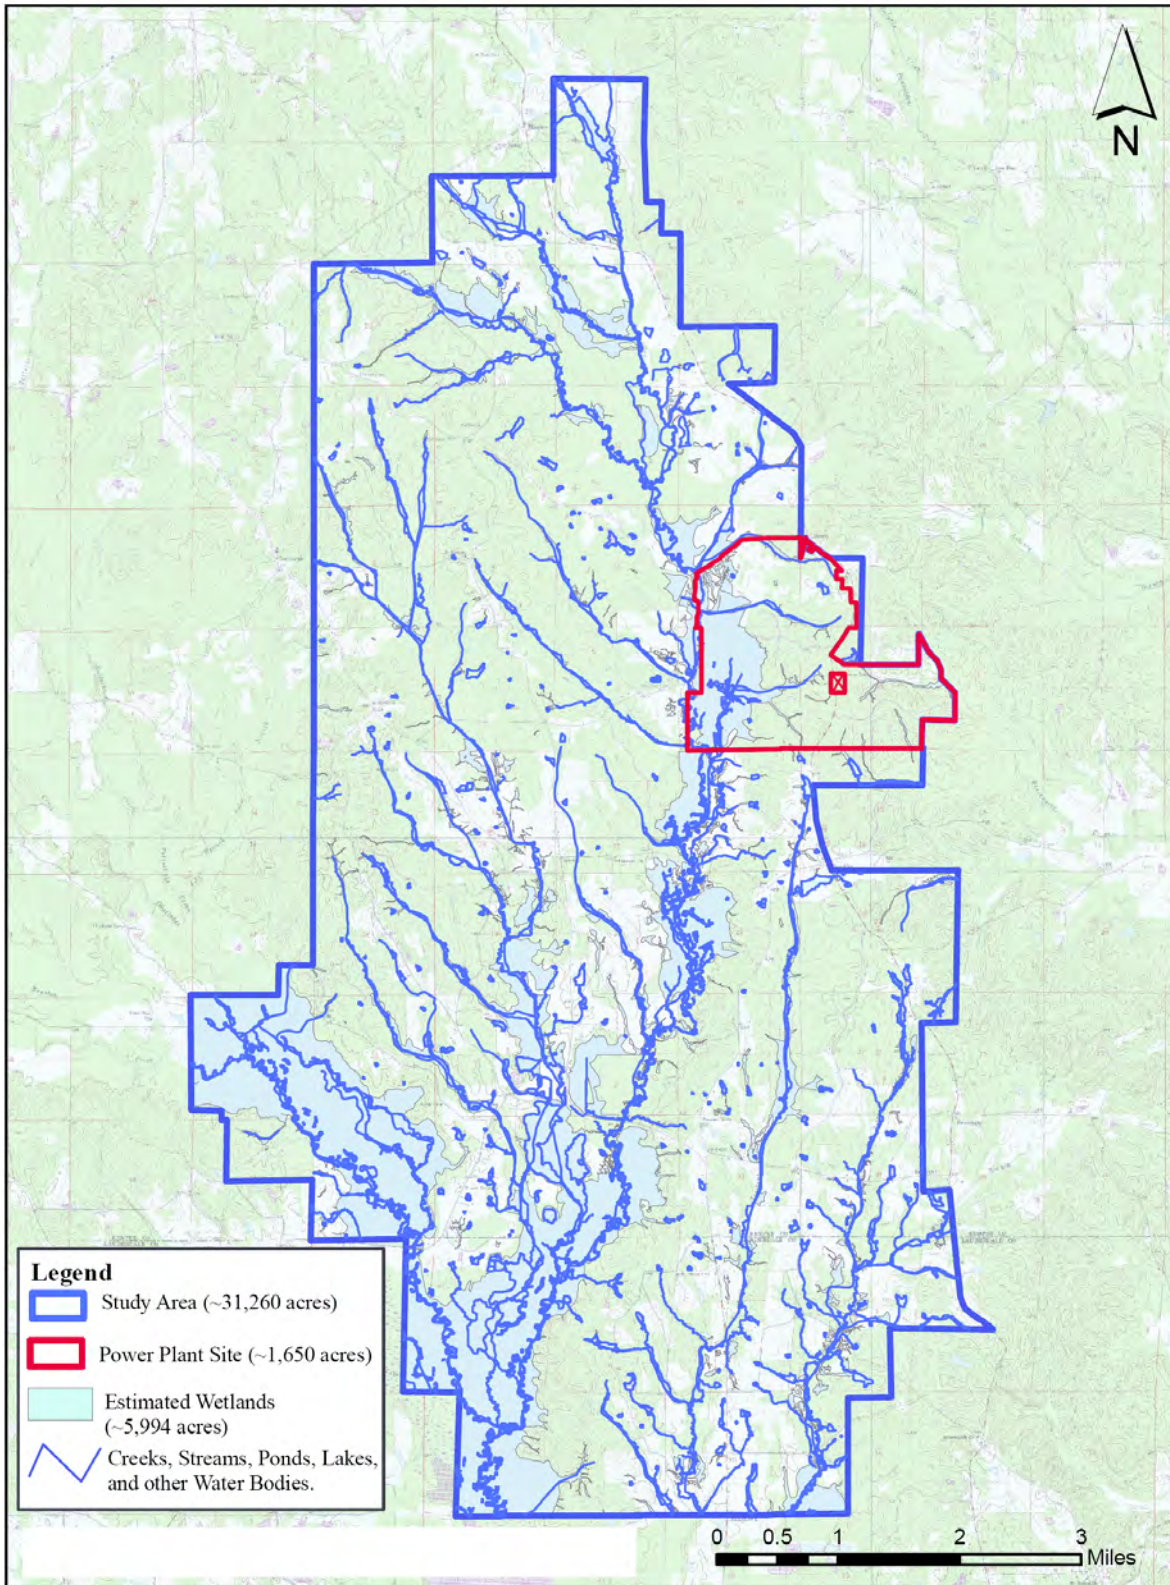 N
Legend
Study Area (~31,260 acres)
Power Plant Site (~1,650 acres)
Estimated Wetlands
(~5,994 acres)
Creeks, Streams, Ponds, Lakes,
and other Water Bodies.
0 0.5 1 2 3
Miles